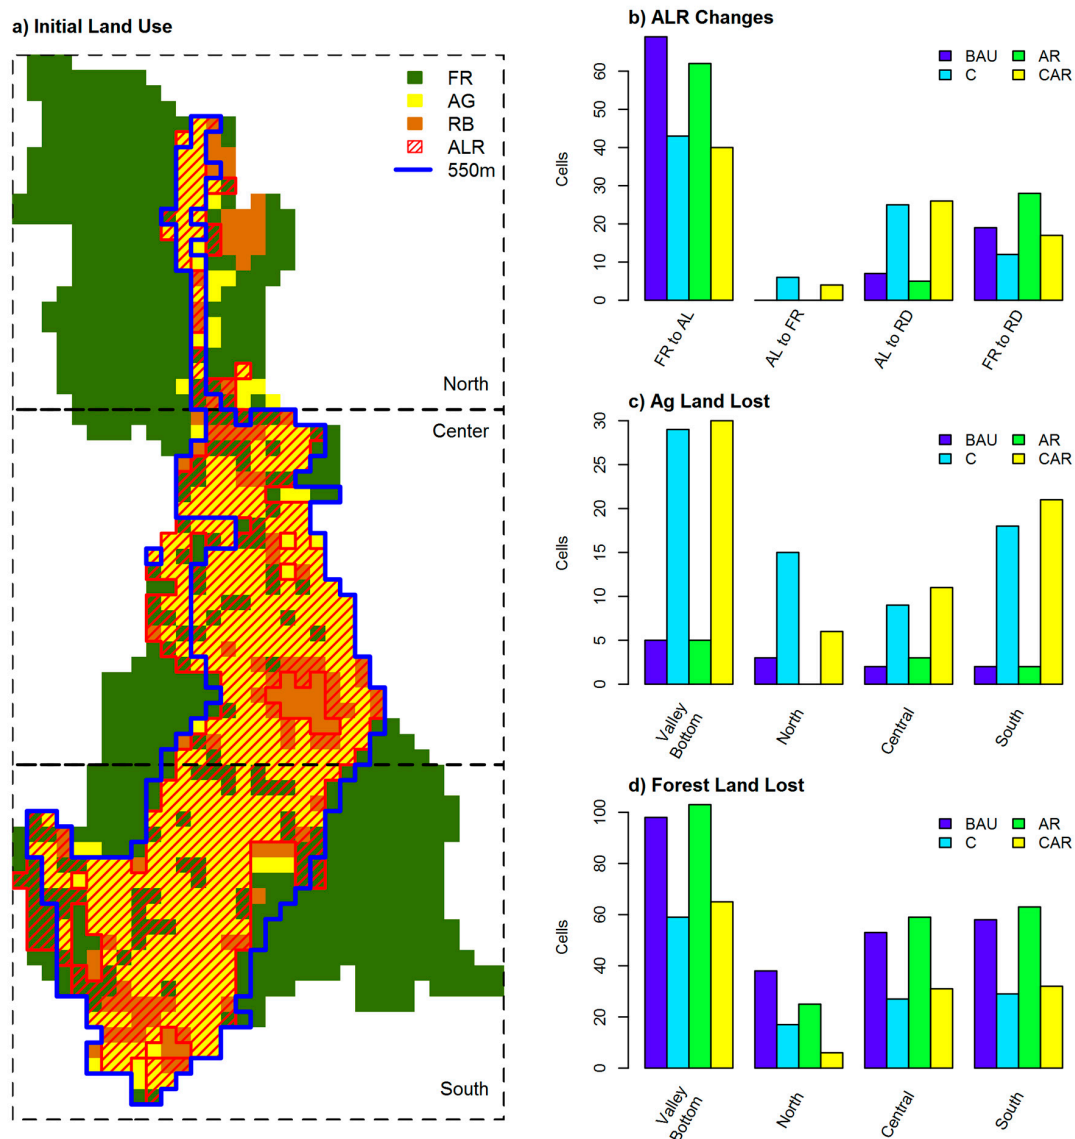 a) Initial Land Use
FR
AG
RB
ALR
550m
North
Center
South
b) ALR Changes
BAU
C
AR
CAR
Cells
0
10
20
30
40
50
60
FR to AL
AL to FR
AL to RD
FR to RD
c) Ag Land Lost
BAU
C
AR
CAR
Cells
0
5
10
15
20
25
30
Valley
Bottom
North
Central
South
d) Forest Land Lost
BAU
C
AR
CAR
Cells
0
20
40
60
80
100
Valley
Bottom
North
Central
South